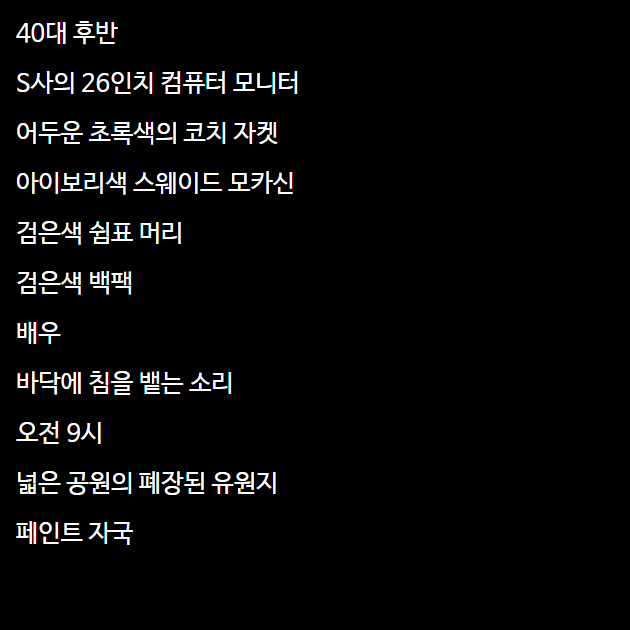 40대 후반
S사의 26인치 컴퓨터 모니터
어두운 초록색의 코치 자켓
아이보리색 스웨이드 모카신
검은색 쉼표 머리
검은색 백팩
배우
바닥에 침을 뱉는 소리
오전 9시
넓은 공원의 폐장된 유원지
페인트 자국